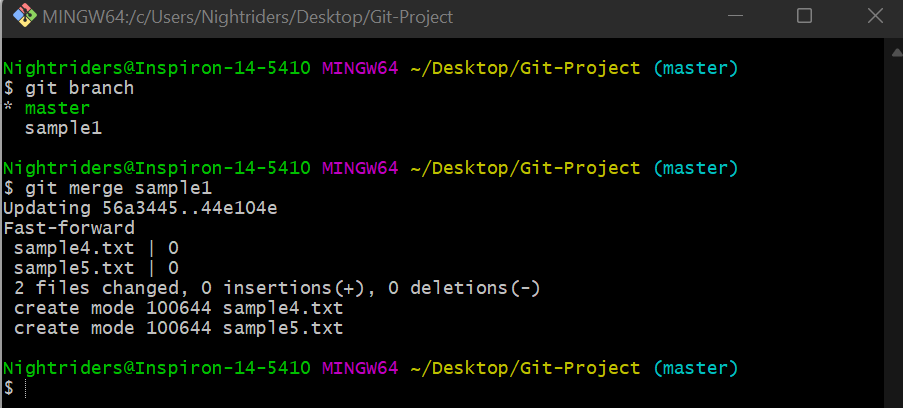 MINGW64:/c/Users/Nightriders/Desktop/Git-Project
Nightriders@Inspiron-14-5410 MINGW64 ~/Desktop/Git-Project (master)
$ git branch
* master
  sample1
Nightriders@Inspiron-14-5410 MINGW64 ~/Desktop/Git-Project (master)
$ git merge sample1
Updating 56a3445..44e104e
Fast-forward
 sample4.txt | 0
 sample5.txt | 0
 2 files changed, 0 insertions(+), 0 deletions(-)
 create mode 100644 sample4.txt
 create mode 100644 sample5.txt
Nightriders@Inspiron-14-5410 MINGW64 ~/Desktop/Git-Project (master)
$